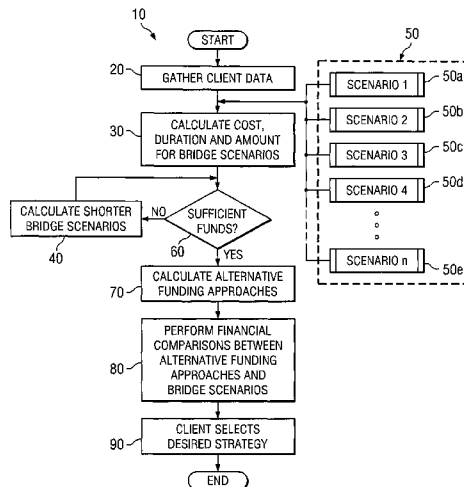 10
START
20
GATHER CLIENT DATA
30
CALCULATE COST,
DURATION AND AMOUNT
FOR BRIDGE SCENARIOS
CALCULATE SHORTER
BRIDGE SCENARIOS
40
NO
SUFFICIENT
FUNDS?
60
YES
70
CALCULATE ALTERNATIVE
FUNDING APPROACHES
80
PERFORM FINANCIAL
COMPARISONS BETWEEN
ALTERNATIVE FUNDING
APPROACHES AND
BRIDGE SCENARIOS
90
CLIENT SELECTS
DESIRED STRATEGY
END
50
SCENARIO 1
50a
SCENARIO 2
50b
SCENARIO 3
50c
SCENARIO 4
50d
SCENARIO n
50e